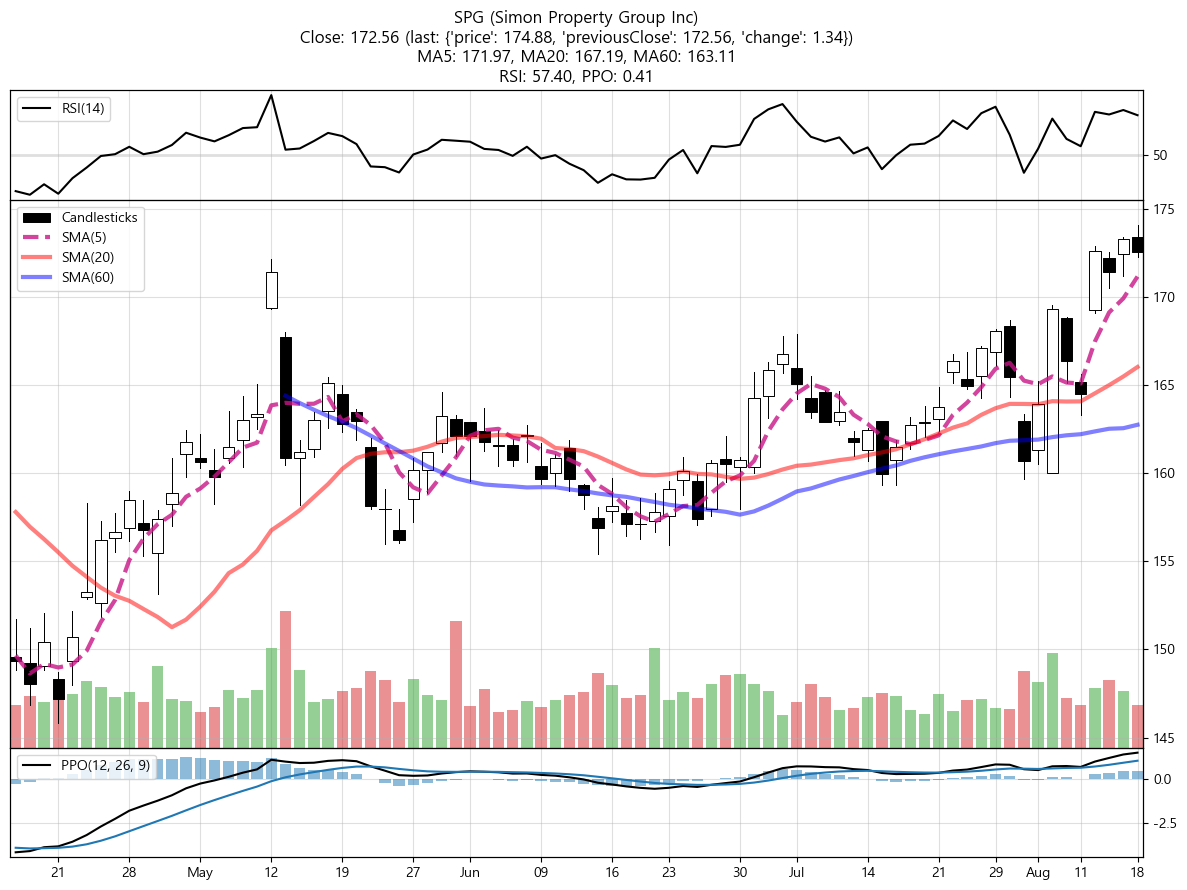 SPG (Simon Property Group Inc)
Close: 172.56 (last: {'price': 174.88, 'previousClose': 172.56, 'change': 1.34})
MA5: 171.97, MA20: 167.19, MA60: 163.11
RSI: 57.40, PPO: 0.41
RSI(14)
50
Candlesticks
SMA(5)
SMA(20)
SMA(60)
175
170
165
160
155
150
145
PPO(12, 26, 9)
0.0
−2.5
21 28 May 12 19 27 Jun 09 16 23 30 Jul 14 21 29 Aug 11 18